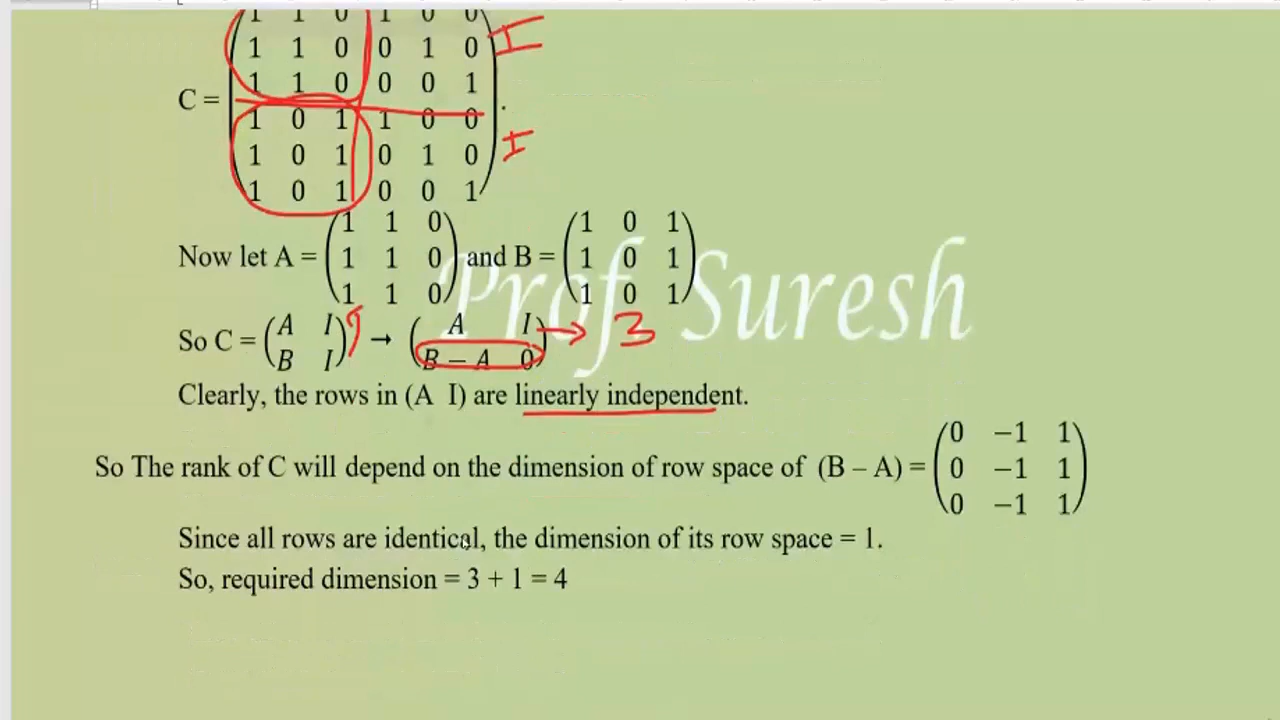 1 1 0 1 0 0
1 1 0 0 1 0 I
1 1 0 0 0 1
C = .
1 0 1 1 0 0
1 0 1 0 1 0 I
1 0 1 0 0 1
1 1 0 1 0 1
Now let A = 1 1 0 and B = 1 0 1
1 1 0 1 0 1
Prof. Suresh
So C = (A I B I) → (A I B − A 0) → 3
Clearly, the rows in (A I) are linearly independent.
0 −1 1
So The rank of C will depend on the dimension of row space of (B – A) = 0 −1 1
0 −1 1
Since all rows are identical, the dimension of its row space = 1.
So, required dimension = 3 + 1 = 4